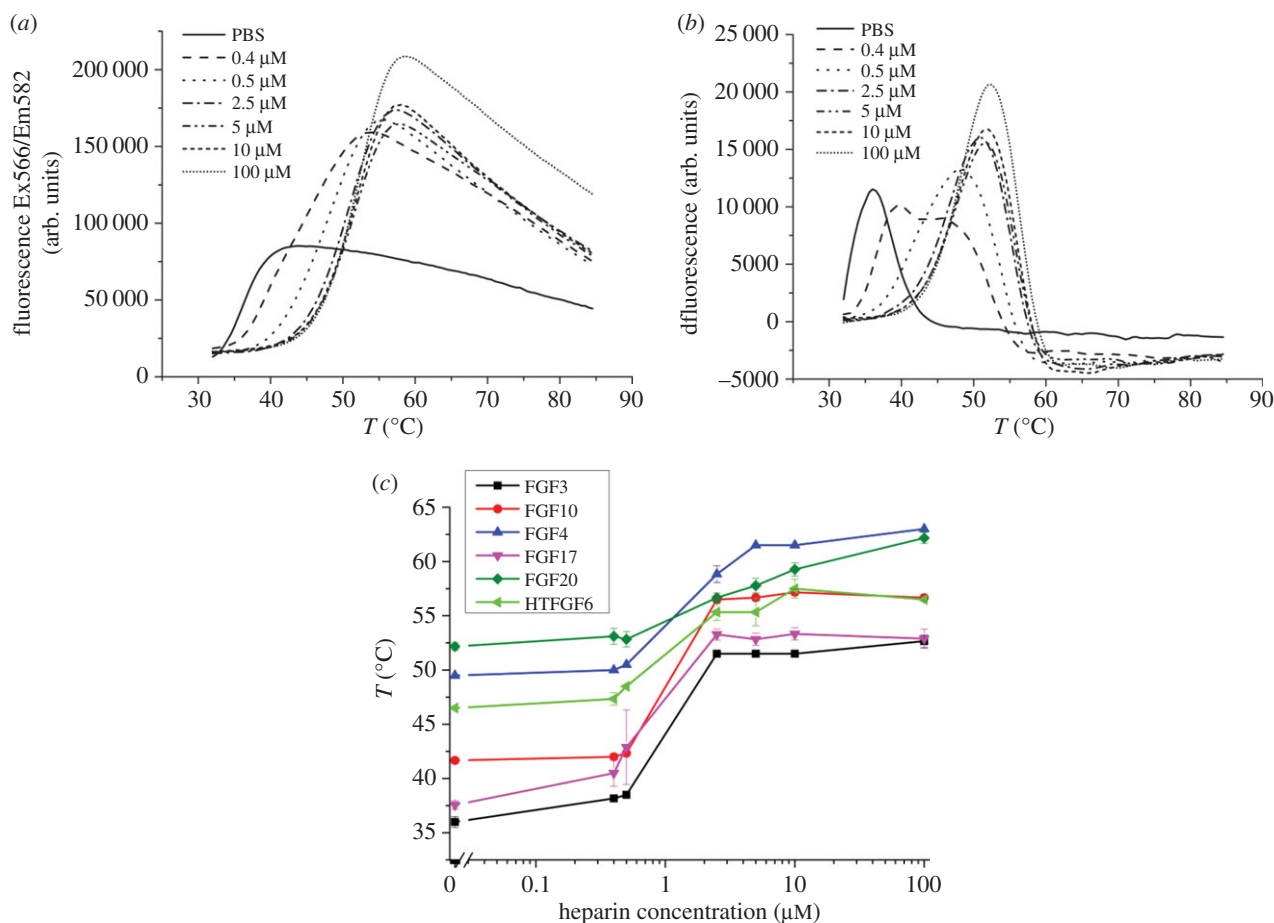 (a)
PBS
0.4 µM
0.5 µM
2.5 µM
5 µM
10 µM
100 µM
fluorescence Ex566/Em582
(arb. units)
200 000
150 000
100 000
50 000
0
30 40 50 60 70 80 90
T (°C)
(b)
PBS
0.4 µM
0.5 µM
2.5 µM
5 µM
10 µM
100 µM
dfluorescence (arb. units)
25 000
20 000
15 000
10 000
5000
0
–5000
30 40 50 60 70 80 90
T (°C)
(c)
FGF3
FGF10
FGF4
FGF17
FGF20
HTFGF6
T (°C)
65
60
55
50
45
40
35
0 0.1 1 10 100
heparin concentration (µM)